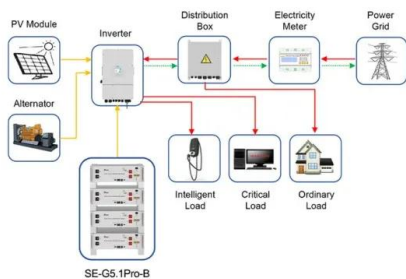 PV Module
Inverter
Distribution
Box
Electricity
Meter
Power
Grid
Alternator
Intelligent
Load
Critical
Load
Ordinary
Load
SE-G5.1Pro-B